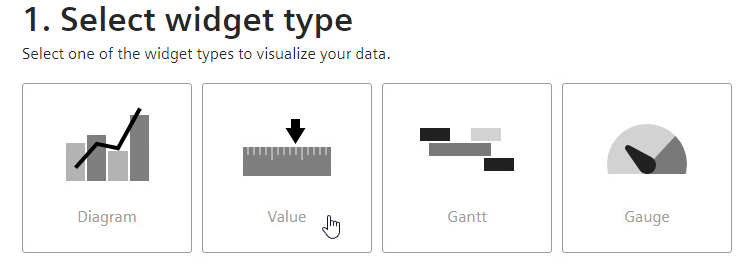 1. Select widget type
Select one of the widget types to visualize your data.
Diagram
Value
Gantt
Gauge